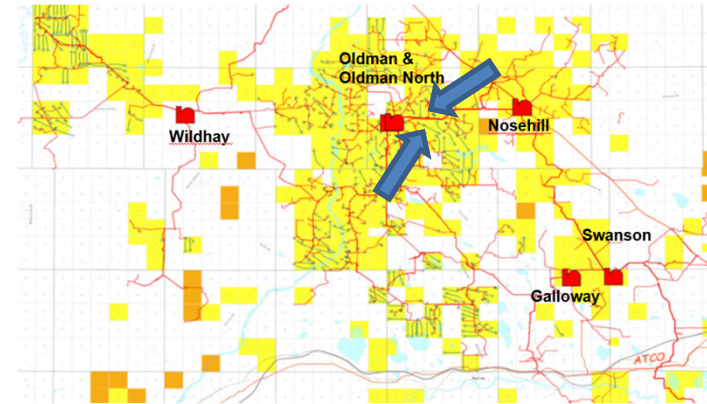 Oldman &
Oldman North
Wildhay
Nosehill
Swanson
Galloway
ATCO